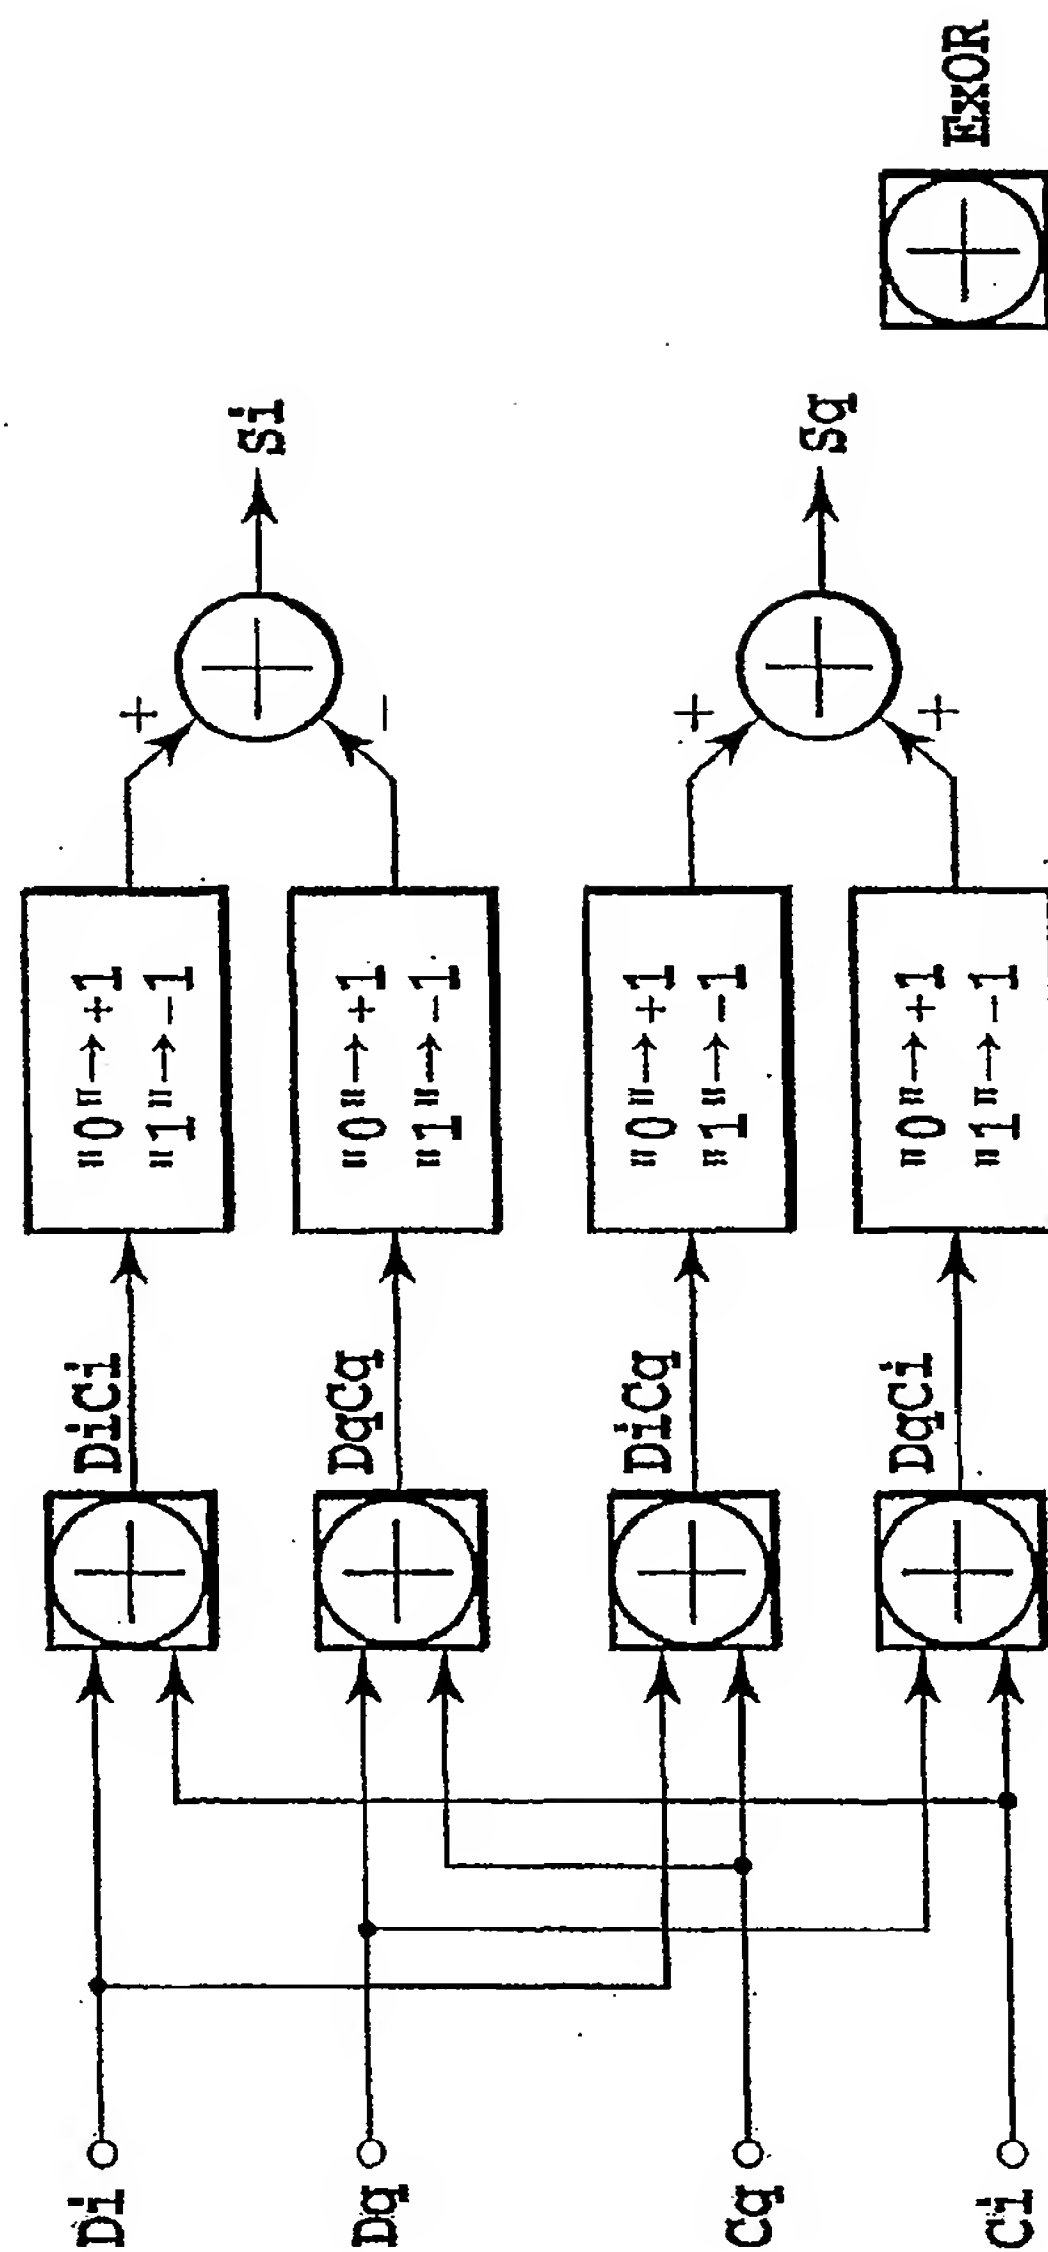 Di
Dq
Cq
Ci
DiCi
DqCq
DiCq
DqCi
"0"→+1
"1"→-1
"0"→+1
"1"→-1
"0"→+1
"1"→-1
"0"→+1
"1"→-1
+
−
+
+
Si
Sq
ExOR